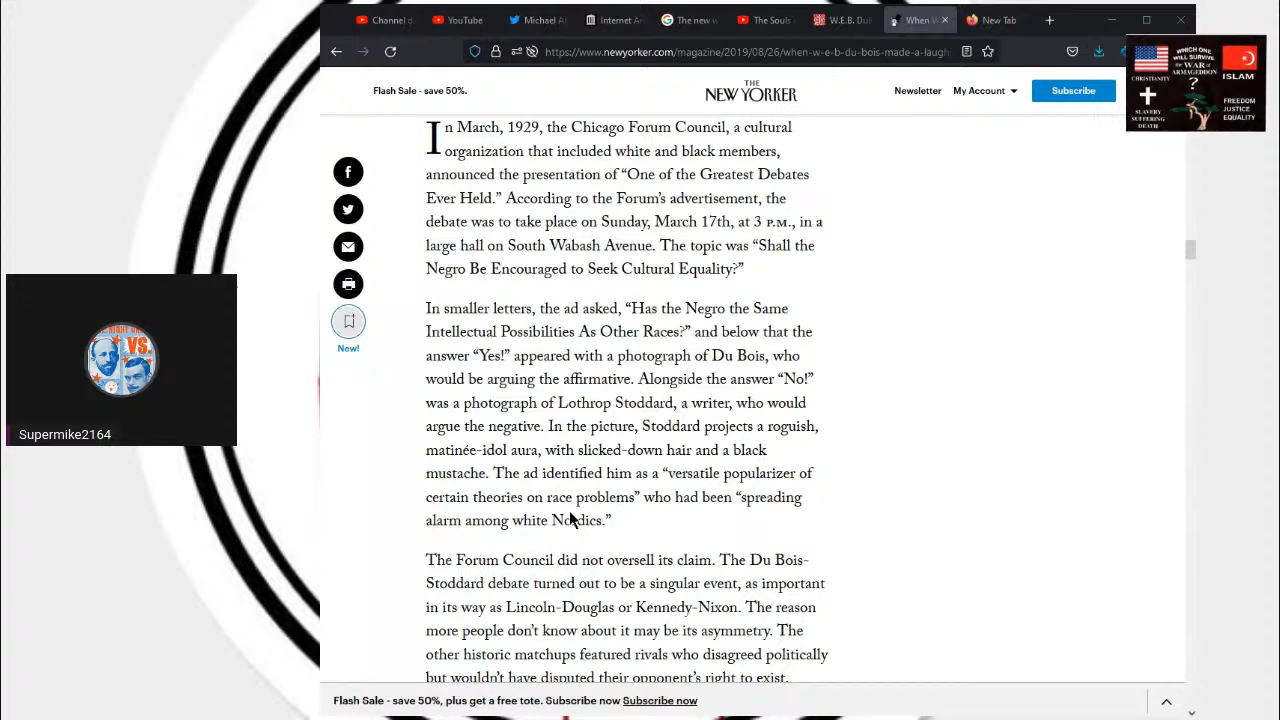 Channel d
YouTube
Michael A
Internet Ar
The new w
The Souls
W.E.B. Du
When W
New Tab
https://www.newyorker.com/magazine/2019/08/26/when-w-e-b-du-bois-made-a-laugh
WHICH ONE
WILL SURVIVE
the WAR of
ARMAGEDDON
?
CHRISTIANITY
SLAVERY
SUFFERING
DEATH
ISLAM
FREEDOM
JUSTICE
EQUALITY
Flash Sale - save 50%.
THE
NEW YORKER
Newsletter
My Account
Subscribe
In March, 1929, the Chicago Forum Council, a cultural
organization that included white and black members,
announced the presentation of “One of the Greatest Debates
Ever Held.” According to the Forum’s advertisement, the
debate was to take place on Sunday, March 17th, at 3 P.M., in a
large hall on South Wabash Avenue. The topic was “Shall the
Negro Be Encouraged to Seek Cultural Equality?”
In smaller letters, the ad asked, “Has the Negro the Same
Intellectual Possibilities As Other Races?” and below that the
answer “Yes!” appeared with a photograph of Du Bois, who
would be arguing the affirmative. Alongside the answer “No!”
was a photograph of Lothrop Stoddard, a writer, who would
argue the negative. In the picture, Stoddard projects a roguish,
matinée-idol aura, with slicked-down hair and a black
mustache. The ad identified him as a “versatile popularizer of
certain theories on race problems” who had been “spreading
alarm among white Nordics.”
The Forum Council did not oversell its claim. The Du Bois-
Stoddard debate turned out to be a singular event, as important
in its way as Lincoln-Douglas or Kennedy-Nixon. The reason
more people don’t know about it may be its asymmetry. The
other historic matchups featured rivals who disagreed politically
but wouldn’t have disputed their opponent’s right to exist.
New!
VS.
Supermike2164
Flash Sale - save 50%, plus get a free tote. Subscribe now Subscribe now